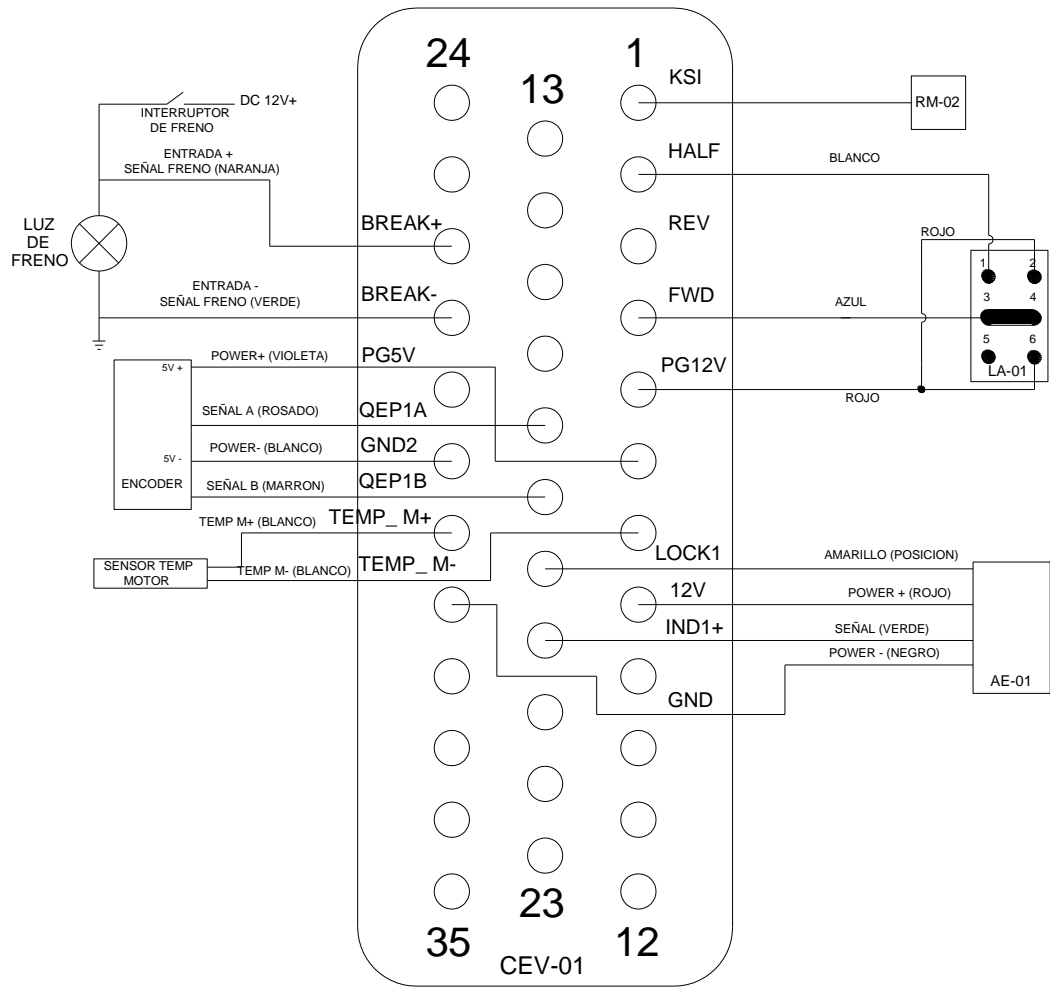 24
1
13
KSI
RM-02
DC 12V+
INTERRUPTOR
DE FRENO
ENTRADA +
SEÑAL FRENO (NARANJA)
HALF
BLANCO
LUZ
DE
FRENO
BREAK+
REV
ROJO
1
2
3
4
5
6
LA-01
ENTRADA -
SEÑAL FRENO (VERDE)
BREAK-
FWD
AZUL
POWER+ (VIOLETA)
PG5V
PG12V
ROJO
5V +
SEÑAL A (ROSADO)
QEP1A
POWER- (BLANCO)
GND2
5V -
ENCODER
SEÑAL B (MARRON)
QEP1B
TEMP M+ (BLANCO)
TEMP_ M+
SENSOR TEMP
MOTOR
TEMP M- (BLANCO)
TEMP_ M-
LOCK1
AMARILLO (POSICION)
12V
POWER + (ROJO)
IND1+
SEÑAL (VERDE)
POWER - (NEGRO)
AE-01
GND
23
35
12
CEV-01